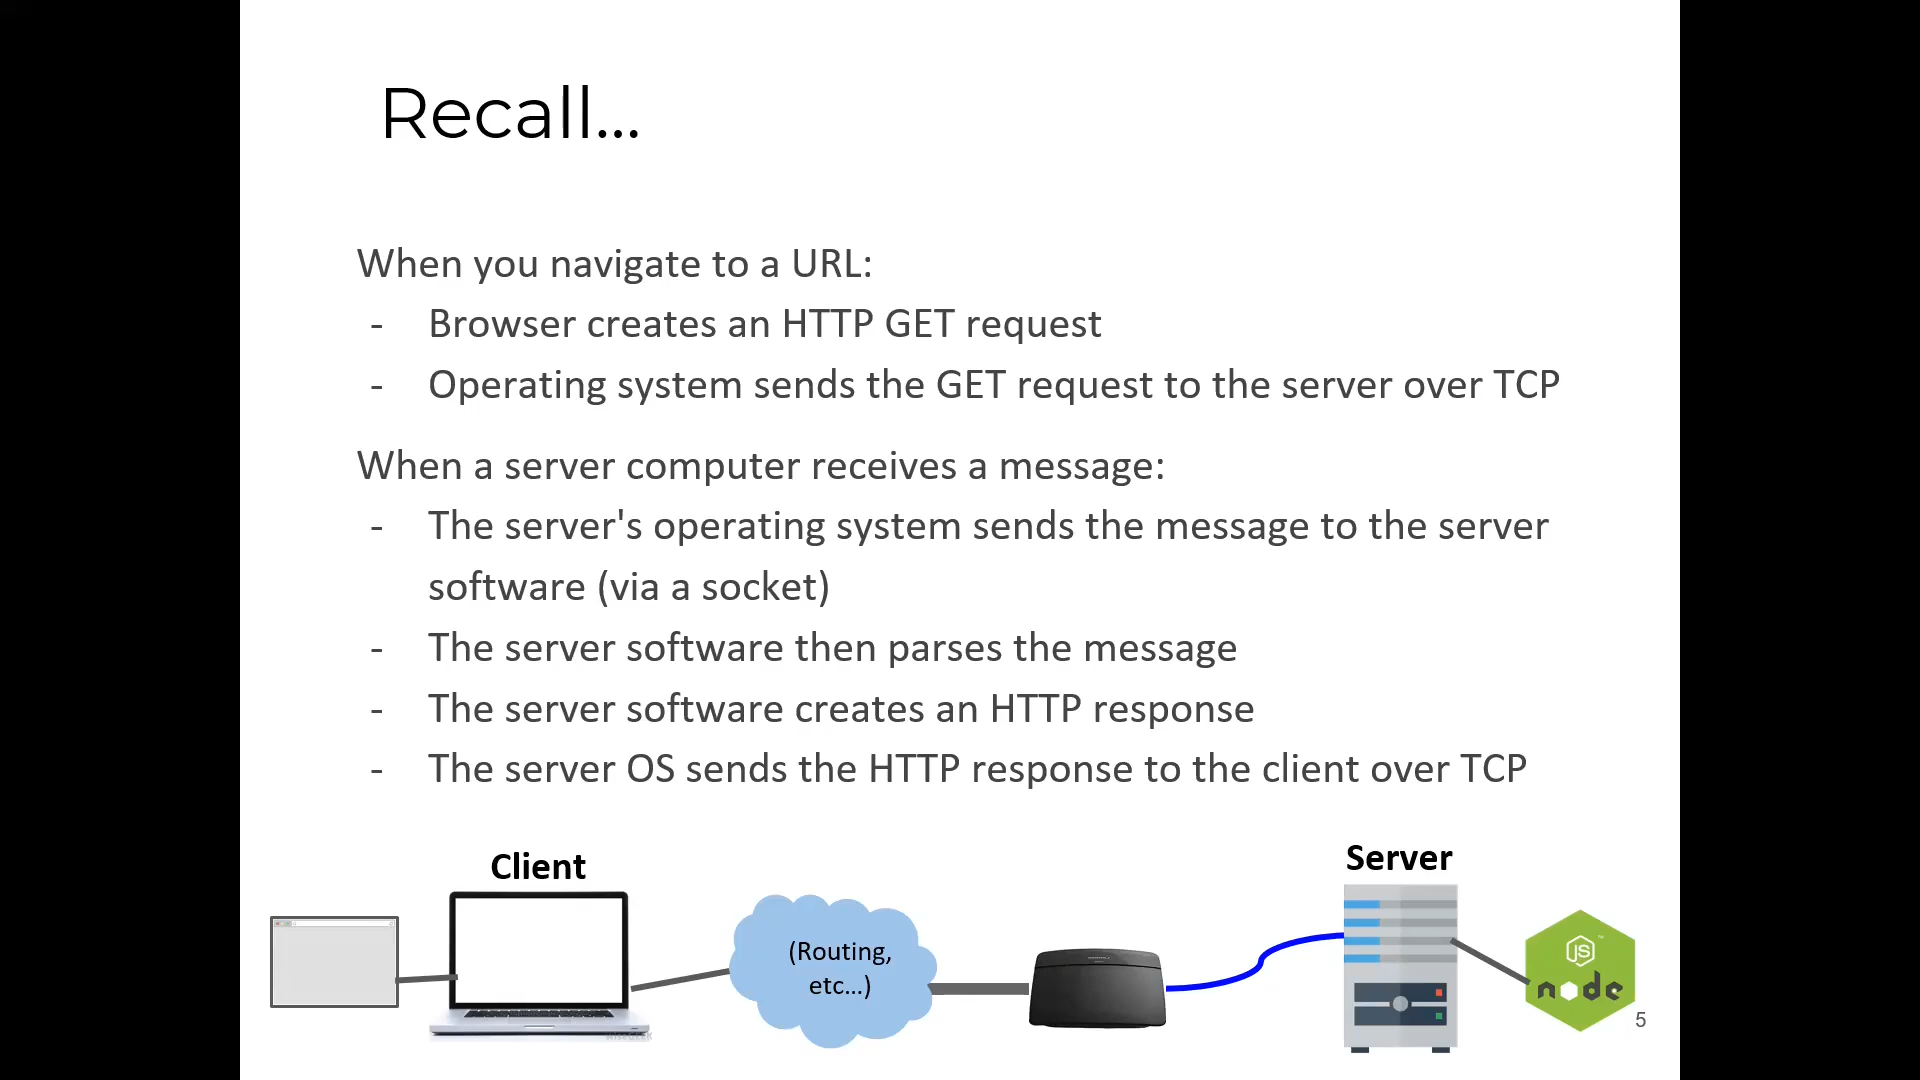 Recall...
When you navigate to a URL:
- Browser creates an HTTP GET request
- Operating system sends the GET request to the server over TCP
When a server computer receives a message:
- The server's operating system sends the message to the server
software (via a socket)
- The server software then parses the message
- The server software creates an HTTP response
- The server OS sends the HTTP response to the client over TCP
Client
Server
(Routing,
etc...)
JS
node
5